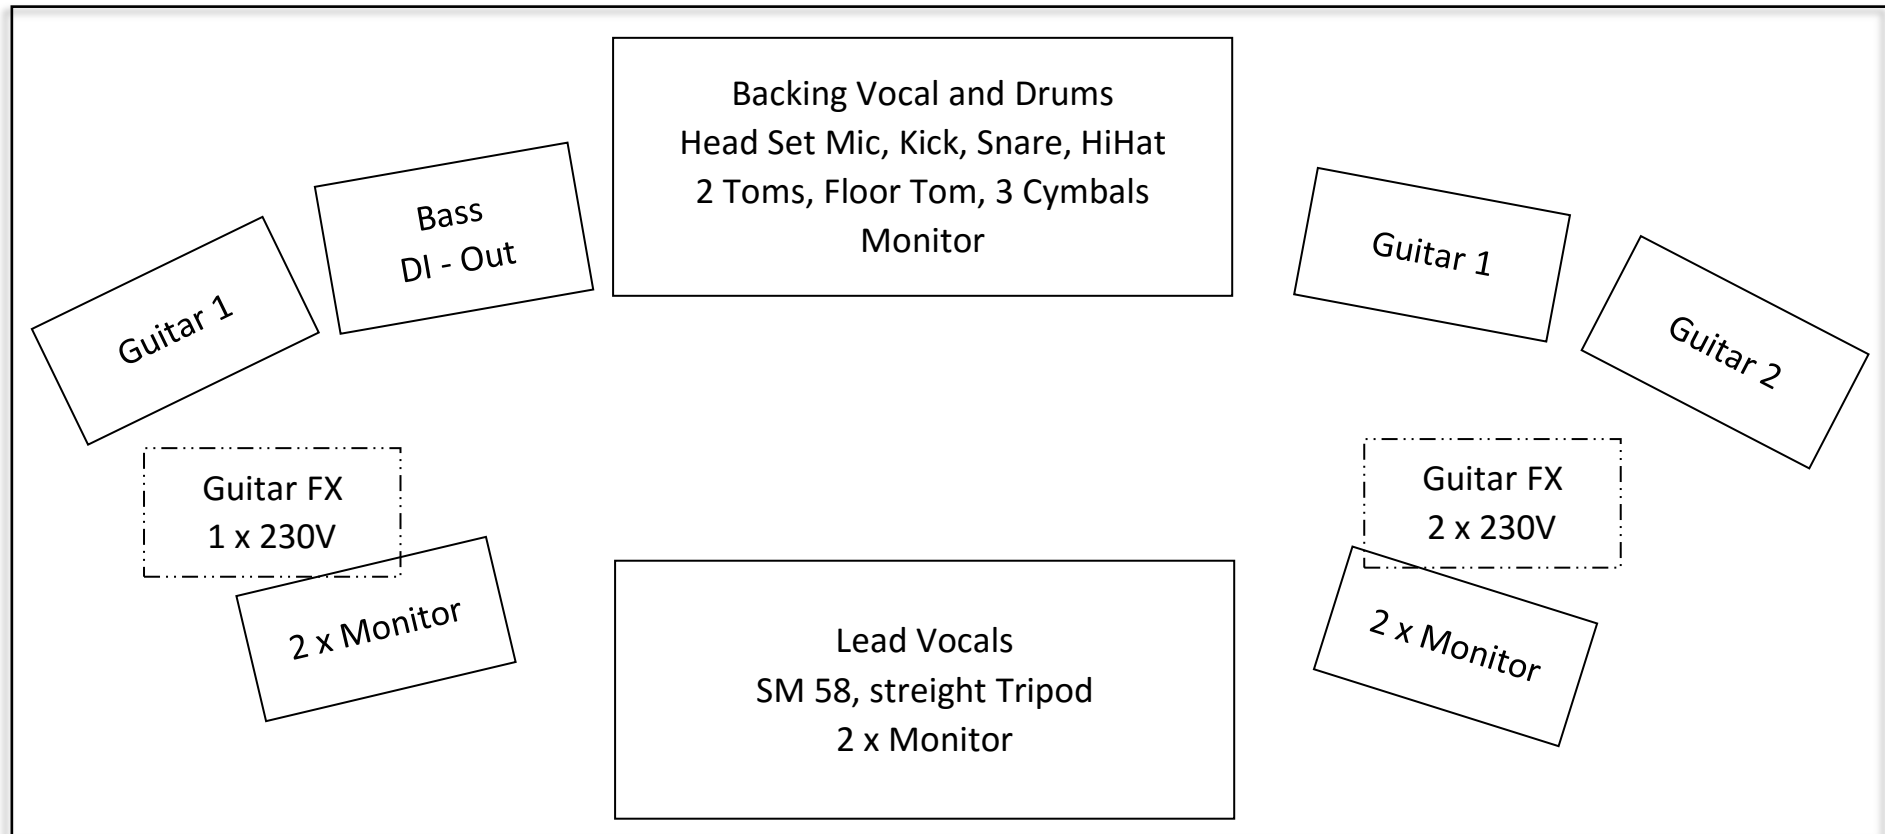 Backing Vocal and Drums
Head Set Mic, Kick, Snare, HiHat
2 Toms, Floor Tom, 3 Cymbals
Monitor
Bass
DI - Out
Guitar 1
Guitar 1
Guitar 2
Guitar FX
1 x 230V
Guitar FX
2 x 230V
2 x Monitor
Lead Vocals
SM 58, streight Tripod
2 x Monitor
2 x Monitor